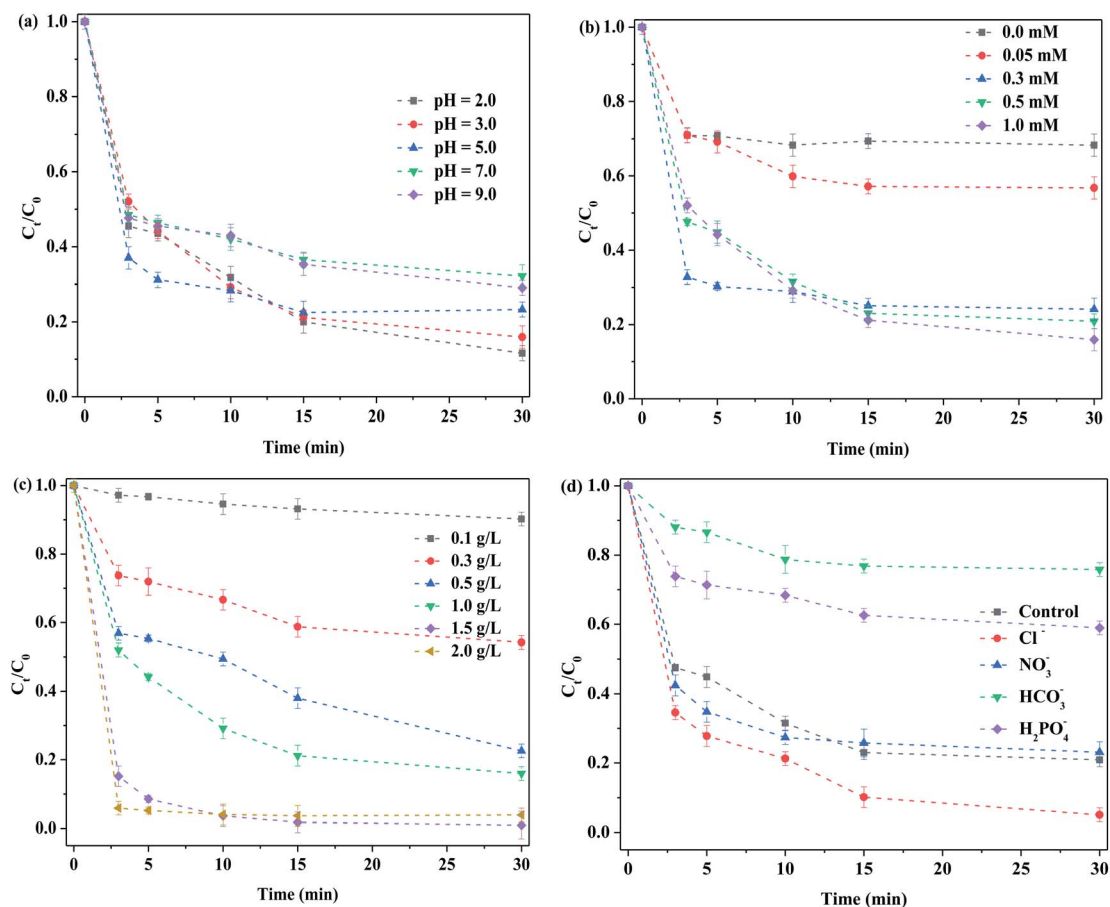 (a)
1.0
0.8
0.6
0.4
0.2
0.0
Cₜ/C₀
pH = 2.0
pH = 3.0
pH = 5.0
pH = 7.0
pH = 9.0
0 5 10 15 20 25 30
Time (min)
(b)
1.0
0.8
0.6
0.4
0.2
0.0
Cₜ/C₀
0.0 mM
0.05 mM
0.3 mM
0.5 mM
1.0 mM
0 5 10 15 20 25 30
Time (min)
(c)
1.0
0.8
0.6
0.4
0.2
0.0
Cₜ/C₀
0.1 g/L
0.3 g/L
0.5 g/L
1.0 g/L
1.5 g/L
2.0 g/L
0 5 10 15 20 25 30
Time (min)
(d)
1.0
0.8
0.6
0.4
0.2
0.0
Cₜ/C₀
Control
Cl⁻
NO₃⁻
HCO₃⁻
H₂PO₄⁻
0 5 10 15 20 25 30
Time (min)